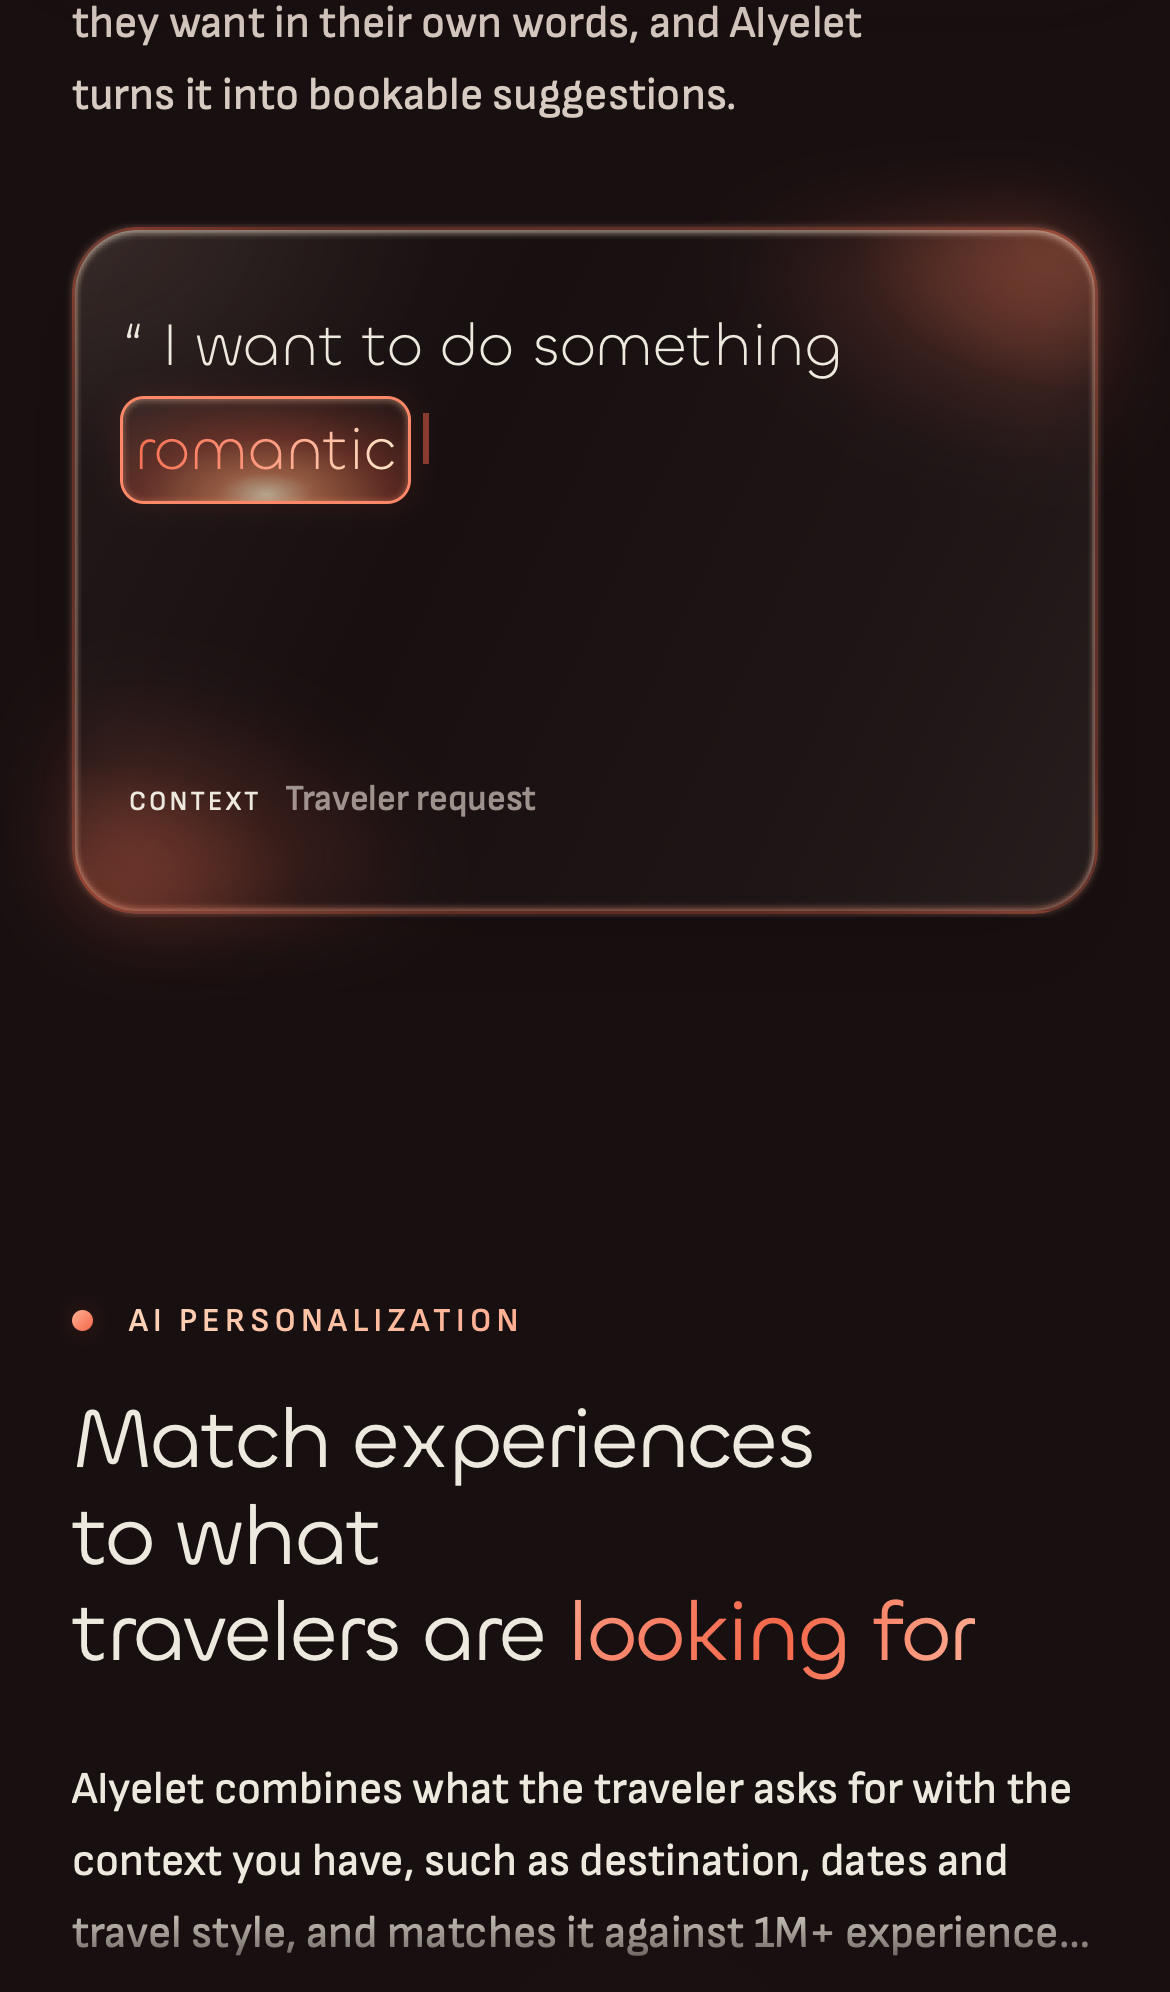 they want in their own words, and AIyelet
turns it into bookable suggestions.
“ I want to do something
romantic
CONTEXT Traveler request
AI PERSONALIZATION
Match experiences
to what
travelers are looking for
AIyelet combines what the traveler asks for with the
context you have, such as destination, dates and
travel style, and matches it against 1M+ experience...